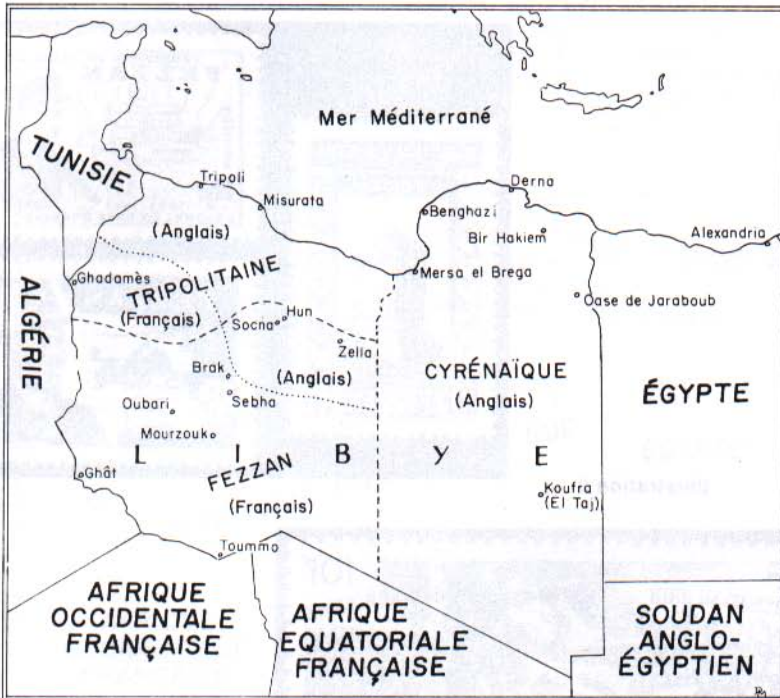 Mer Méditerrané
TUNISIE
Tripoli
Misurata
Derna
Benghazi
Bir Hakiem
Alexandria
(Anglais)
Mersa el Brega
Ghadamès
TRIPOLITAINE
(Français)
Oase de Jaraboub
ALGÉRIE
Hun
Socna
Zella
Brak
(Anglais)
CYRÉNAÏQUE
(Anglais)
ÉGYPTE
Sebha
Oubari
Mourzouk
L I B Y E
FEZZAN
Ghât
(Français)
Koufra
(El Taj)
Toummo
AFRIQUE
OCCIDENTALE
FRANÇAISE
AFRIQUE
EQUATORIALE
FRANÇAISE
SOUDAN
ANGLO-
ÉGYPTIEN